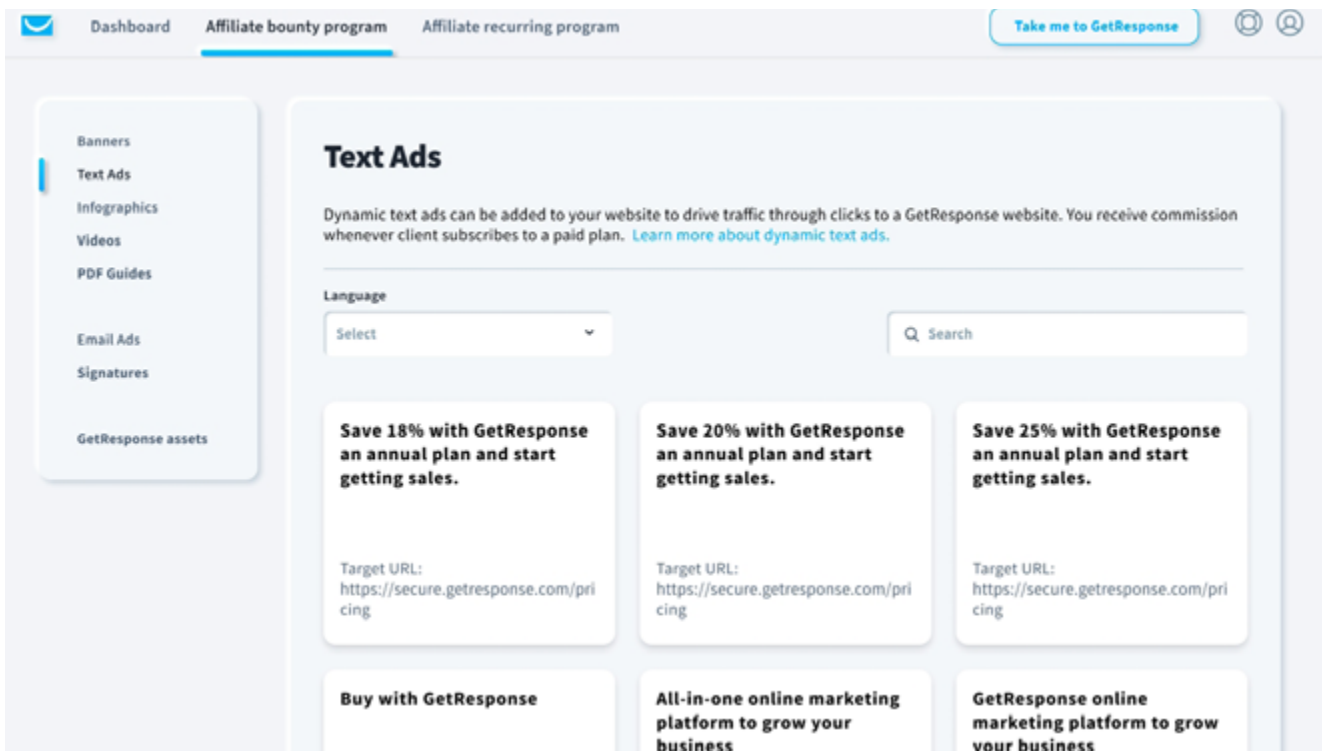 Dashboard
Affiliate bounty program
Affiliate recurring program
Take me to GetResponse
Banners
Text Ads
Infographics
Videos
PDF Guides
Email Ads
Signatures
GetResponse assets
Text Ads
Dynamic text ads can be added to your website to drive traffic through clicks to a GetResponse website. You receive commission
whenever client subscribes to a paid plan. Learn more about dynamic text ads.
Language
Select
Search
Save 18% with GetResponse
an annual plan and start
getting sales.
Target URL:
https://secure.getresponse.com/pri
cing
Save 20% with GetResponse
an annual plan and start
getting sales.
Target URL:
https://secure.getresponse.com/pri
cing
Save 25% with GetResponse
an annual plan and start
getting sales.
Target URL:
https://secure.getresponse.com/pri
cing
Buy with GetResponse
All-in-one online marketing
platform to grow your
business
GetResponse online
marketing platform to grow
your business